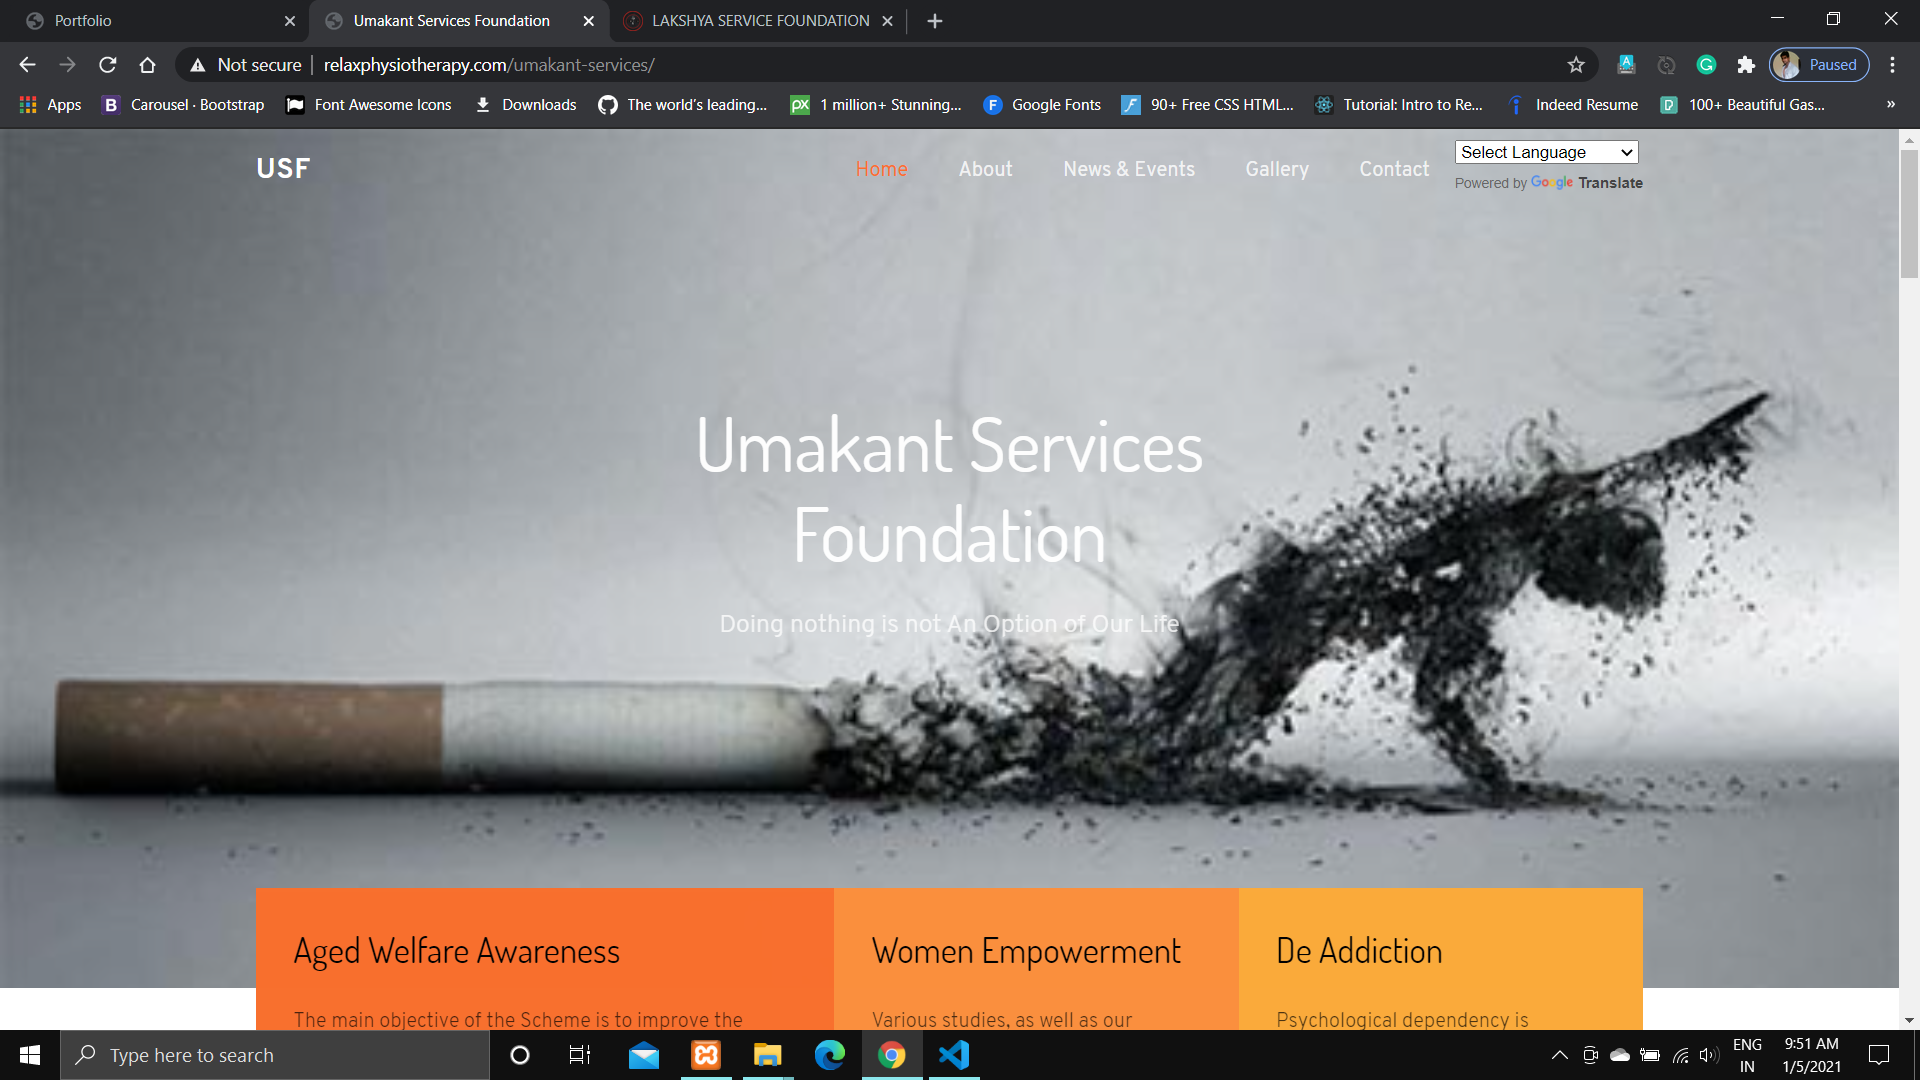 Portfolio
Umakant Services Foundation
LAKSHYA SERVICE FOUNDATION
Not secure
relaxphysiotherapy.com/umakant-services/
Paused
Apps
Carousel · Bootstrap
Font Awesome Icons
Downloads
The world's leading...
1 million+ Stunning...
Google Fonts
90+ Free CSS HTML...
Tutorial: Intro to Re...
Indeed Resume
100+ Beautiful Gas...
USF
Home
About
News & Events
Gallery
Contact
Select Language
Powered by Google Translate
Umakant Services
Foundation
Doing nothing is not An Option of Our Life
Aged Welfare Awareness
The main objective of the Scheme is to improve the
Women Empowerment
Various studies, as well as our
De Addiction
Psychological dependency is
Type here to search
ENG
IN
9:51 AM
1/5/2021